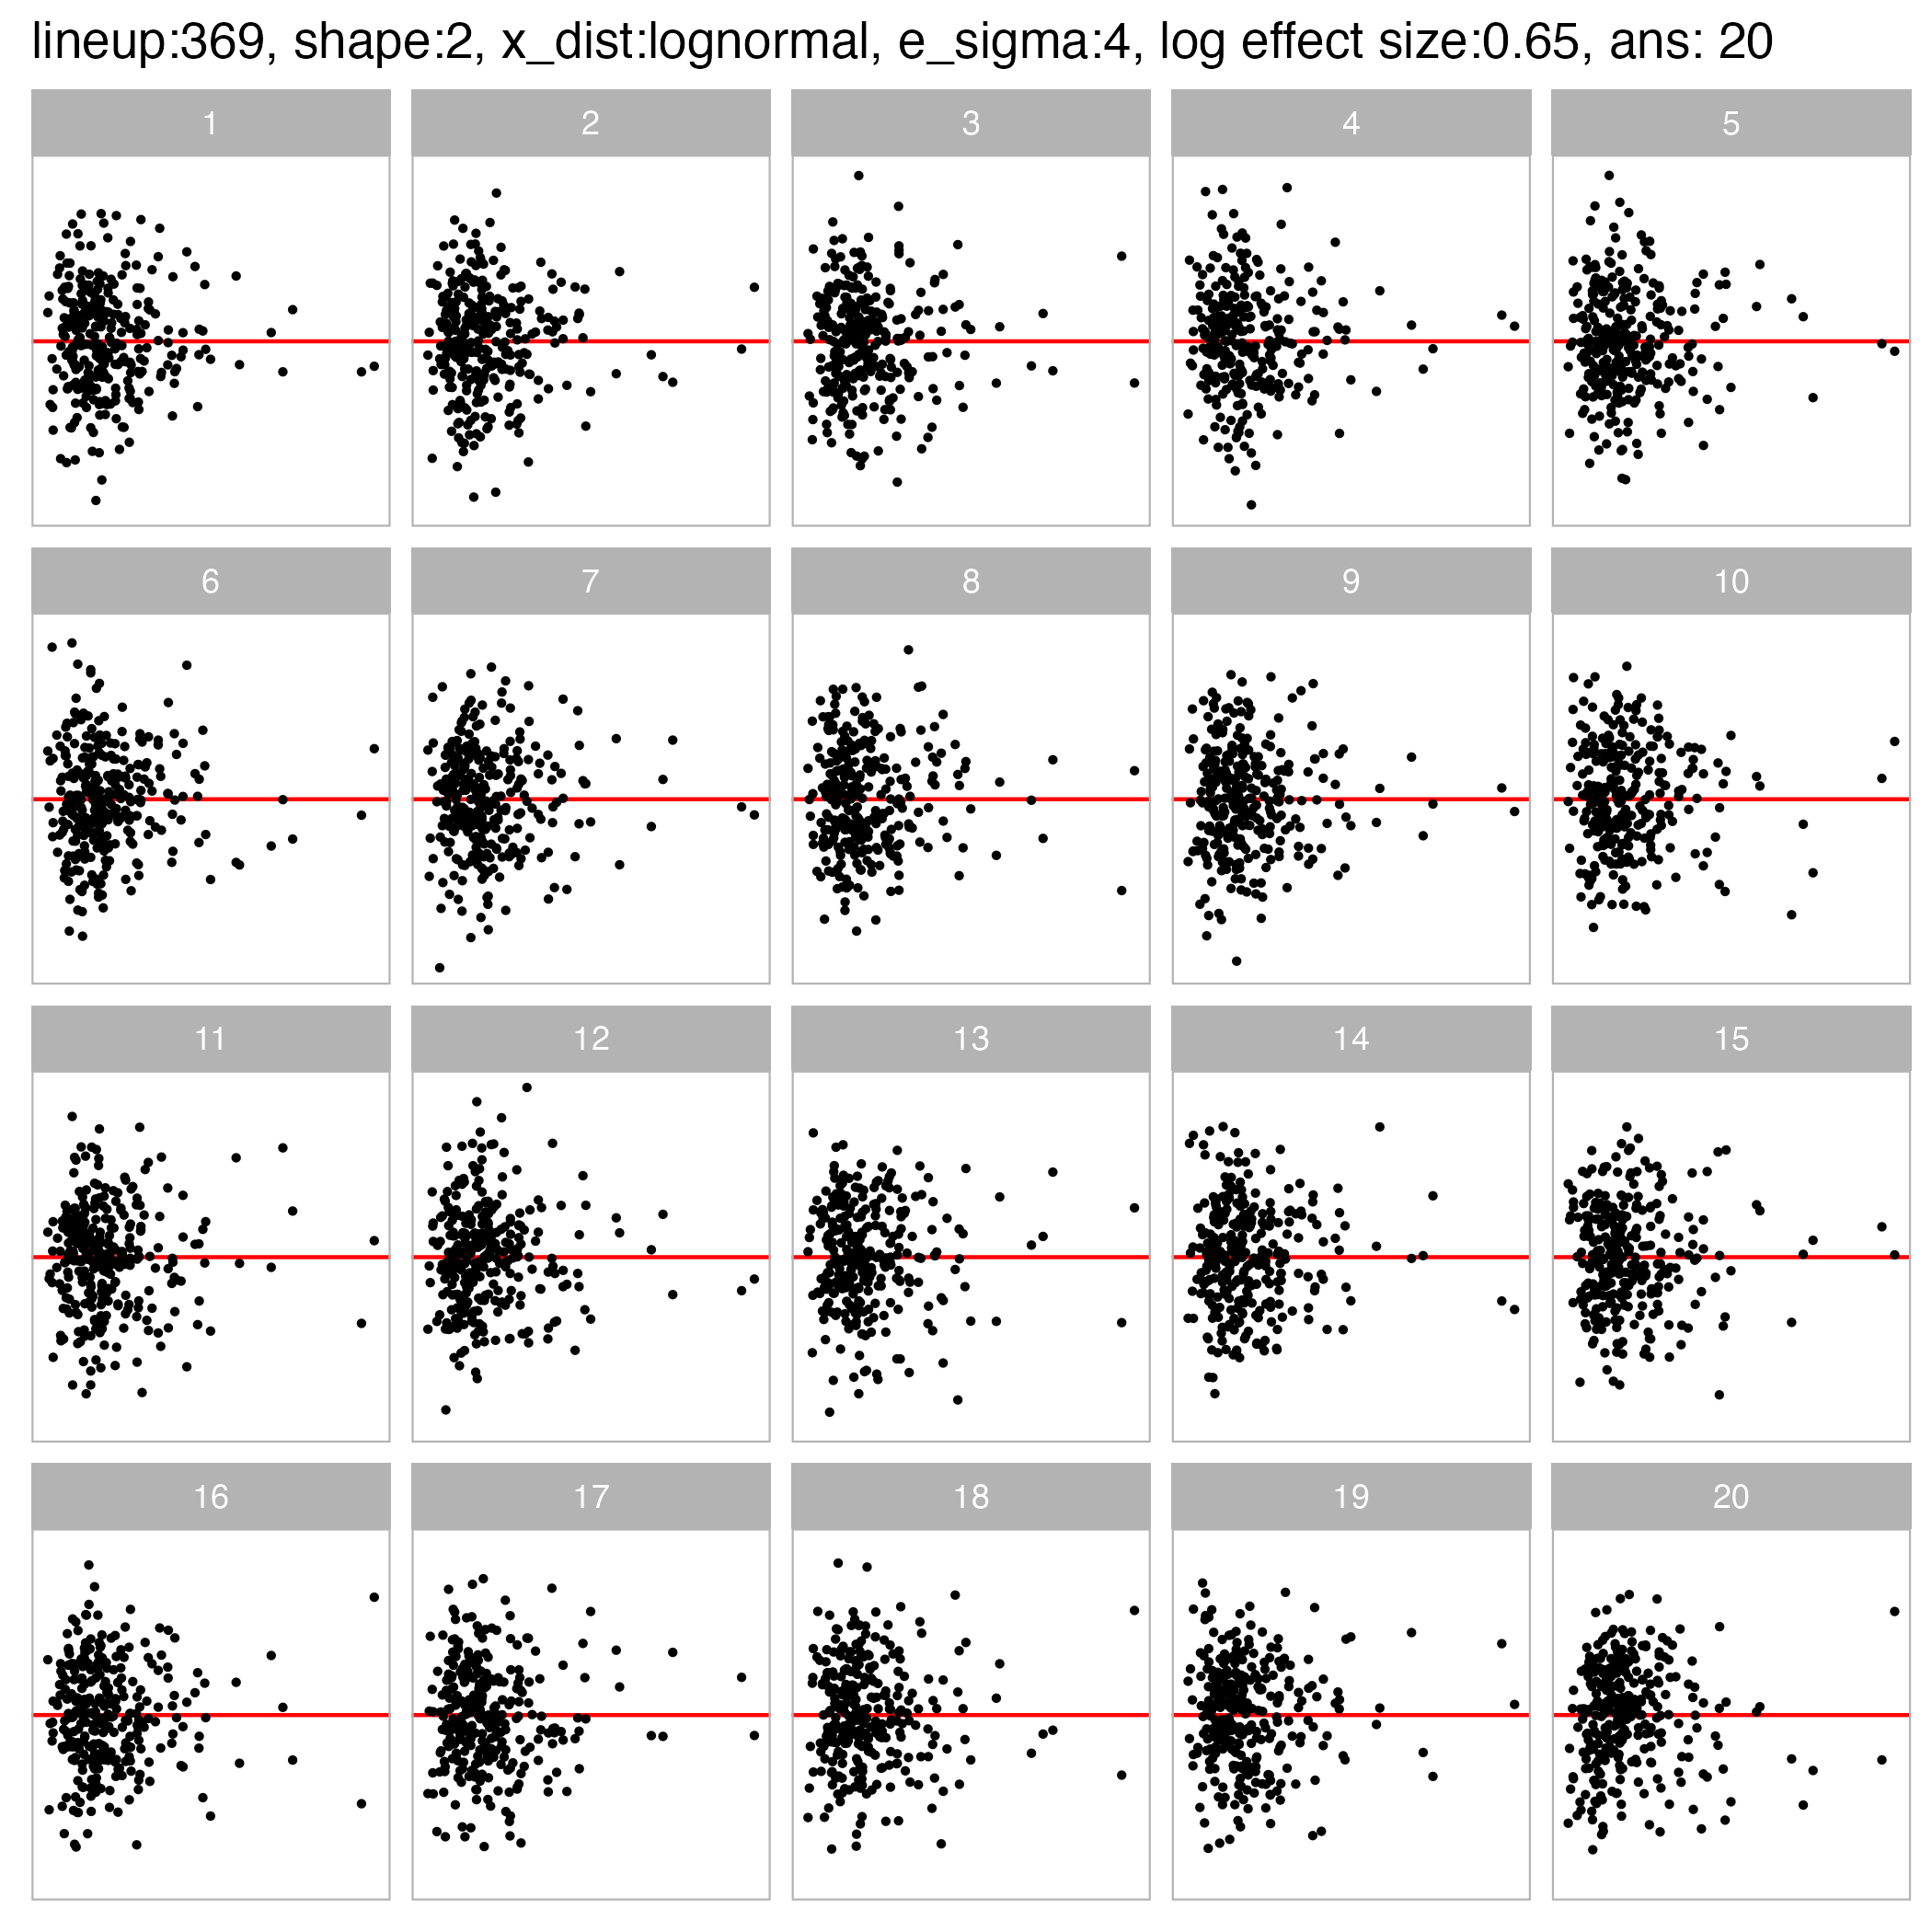 lineup:369, shape:2, x_dist:lognormal, e_sigma:4, log effect size:0.65, ans: 20
1 2 3 4 5
6 7 8 9 10
11 12 13 14 15
16 17 18 19 20